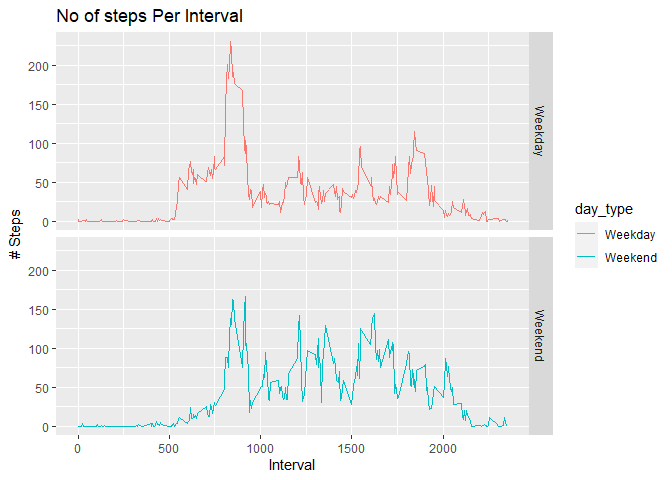 No of steps Per Interval
200
150
100
50
0
Weekday
200
150
100
50
0
Weekend
# Steps
0
500
1000
1500
2000
Interval
day_type
Weekday
Weekend